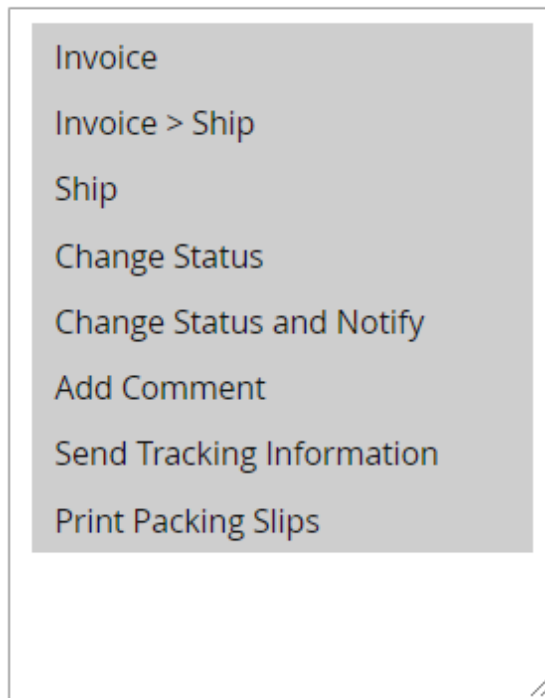 Invoice
Invoice > Ship
Ship
Change Status
Change Status and Notify
Add Comment
Send Tracking Information
Print Packing Slips